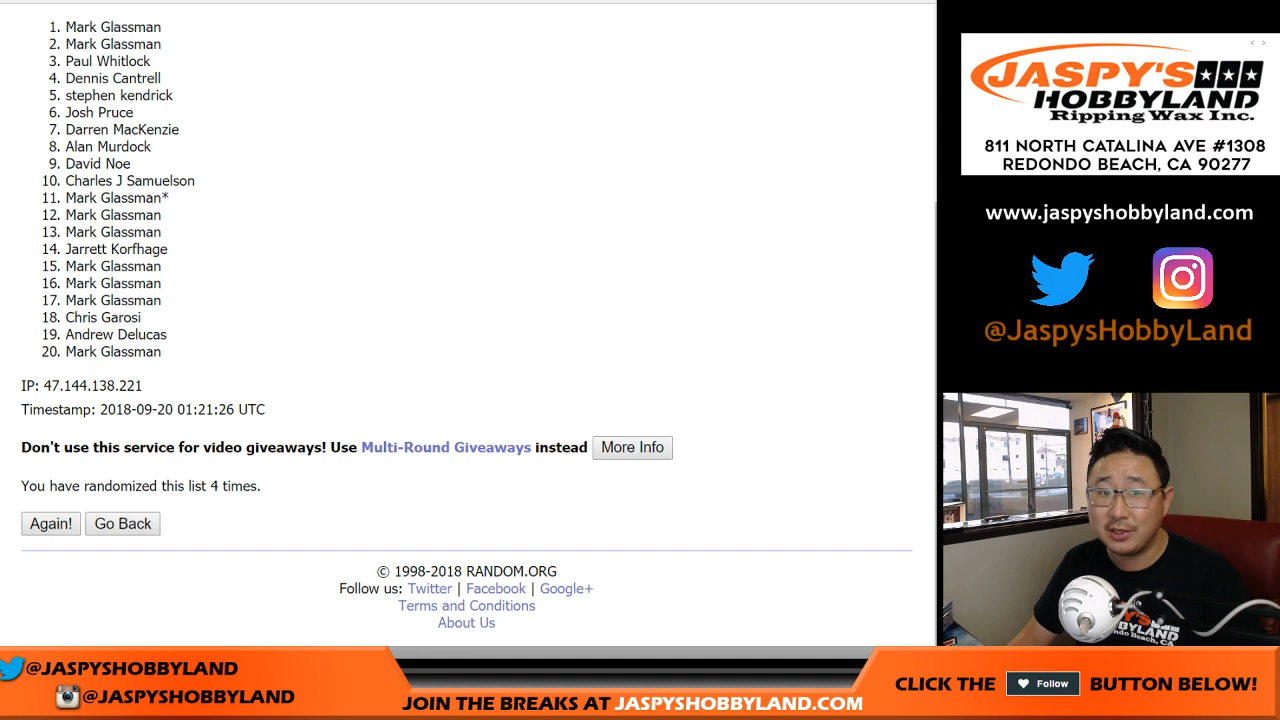 1. Mark Glassman
2. Mark Glassman
3. Paul Whitlock
4. Dennis Cantrell
5. stephen kendrick
6. Josh Pruce
7. Darren MacKenzie
8. Alan Murdock
9. David Noe
10. Charles J Samuelson
11. Mark Glassman*
12. Mark Glassman
13. Mark Glassman
14. Jarrett Korfhage
15. Mark Glassman
16. Mark Glassman
17. Mark Glassman
18. Chris Garosi
19. Andrew Delucas
20. Mark Glassman
IP: 47.144.138.221
Timestamp: 2018-09-20 01:21:26 UTC
Don't use this service for video giveaways! Use Multi-Round Giveaways instead More Info
You have randomized this list 4 times.
Again! Go Back
© 1998-2018 RANDOM.ORG
Follow us: Twitter | Facebook | Google+
Terms and Conditions
About Us
JASPY'S
HOBBYLAND
Ripping Wax Inc.
811 NORTH CATALINA AVE #1308
REDONDO BEACH, CA 90277
www.jaspyshobbyland.com
@JaspysHobbyLand
@JASPYSHOBBYLAND
@JASPYSHOBBYLAND
JOIN THE BREAKS AT JASPYSHOBBYLAND.COM
CLICK THE Follow BUTTON BELOW!